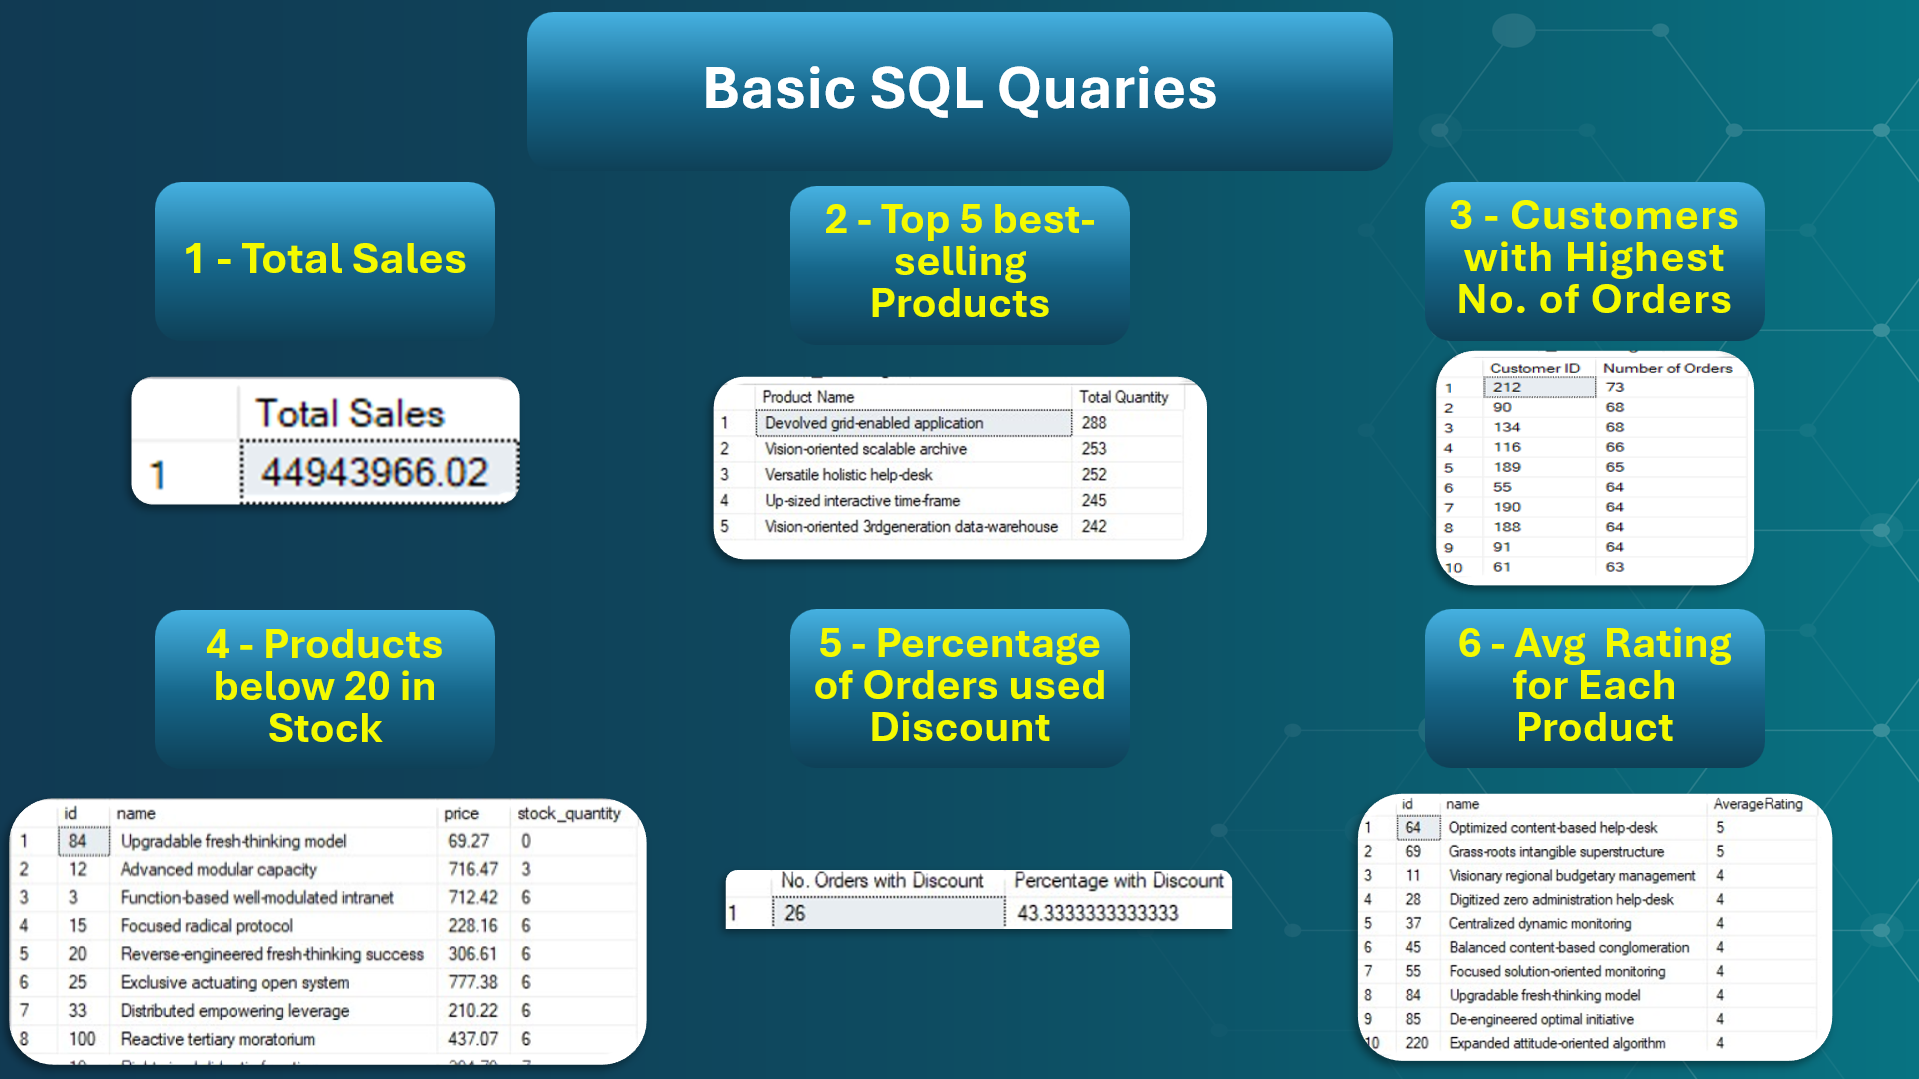 Basic SQL Quaries
1 - Total Sales
Total Sales
1 44943966.02
2 - Top 5 best-
selling
Products
Product Name Total Quantity
1 Devolved grid-enabled application 288
2 Vision-oriented scalable archive 253
3 Versatile holistic help-desk 252
4 Up-sized interactive time-frame 245
5 Vision-oriented 3rdgeneration data-warehouse 242
3 - Customers
with Highest
No. of Orders
Customer ID Number of Orders
1 212 73
2 90 68
3 134 68
4 116 66
5 189 65
6 55 64
7 190 64
8 188 64
9 91 64
10 61 63
4 - Products
below 20 in
Stock
id name price stock_quantity
1 84 Upgradable fresh-thinking model 69.27 0
2 12 Advanced modular capacity 716.47 3
3 3 Function-based well-modulated intranet 712.42 6
4 15 Focused radical protocol 228.16 6
5 20 Reverse-engineered fresh-thinking success 306.61 6
6 25 Exclusive actuating open system 777.38 6
7 33 Distributed empowering leverage 210.22 6
8 100 Reactive tertiary moratorium 437.07 6
5 - Percentage
of Orders used
Discount
No. Orders with Discount Percentage with Discount
1 26 43.3333333333333
6 - Avg Rating
for Each
Product
id name AverageRating
1 64 Optimized content-based help-desk 5
2 69 Grass-roots intangible superstructure 5
3 11 Visionary regional budgetary management 4
4 28 Digitized zero administration help-desk 4
5 37 Centralized dynamic monitoring 4
6 45 Balanced content-based conglomeration 4
7 55 Focused solution-oriented monitoring 4
8 84 Upgradable fresh-thinking model 4
9 85 De-engineered optimal initiative 4
10 220 Expanded attitude-oriented algorithm 4